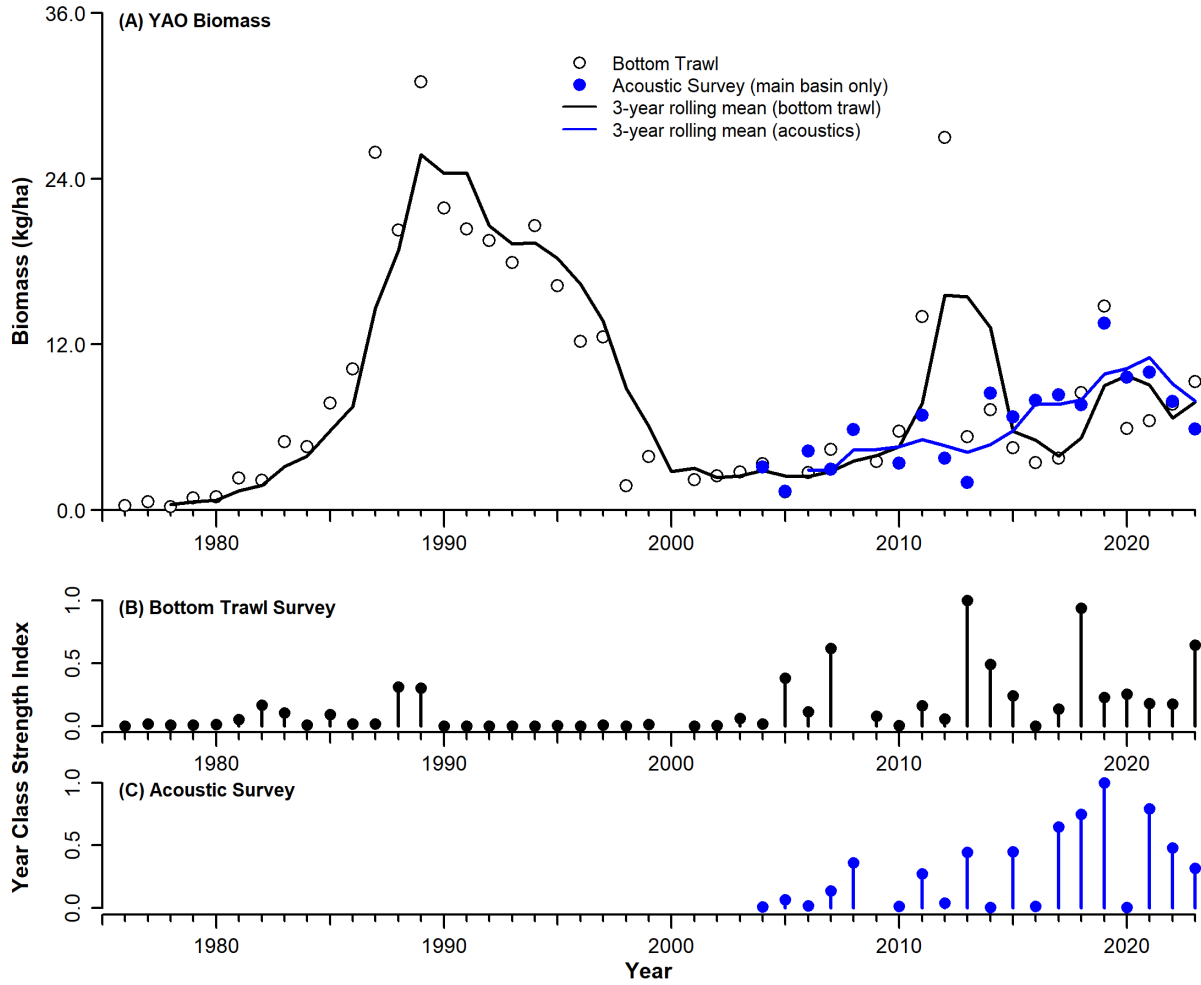 (A) YAO Biomass
Bottom Trawl
Acoustic Survey (main basin only)
3-year rolling mean (bottom trawl)
3-year rolling mean (acoustics)
Biomass (kg/ha)
36.0
24.0
12.0
0.0
1980 1990 2000 2010 2020
Year Class Strength Index
(B) Bottom Trawl Survey
1.0
0.5
0.0
1980 1990 2000 2010 2020
(C) Acoustic Survey
1.0
0.5
0.0
1980 1990 2000 2010 2020
Year